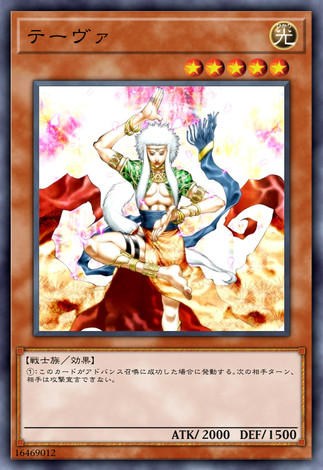 テーヴァ
光
【戦士族／効果】
①：このカードがアドバンス召喚に成功した場合に発動する。次の相手ターン、
相手は攻撃宣言できない。
ATK/ 2000 DEF/1500
16469012